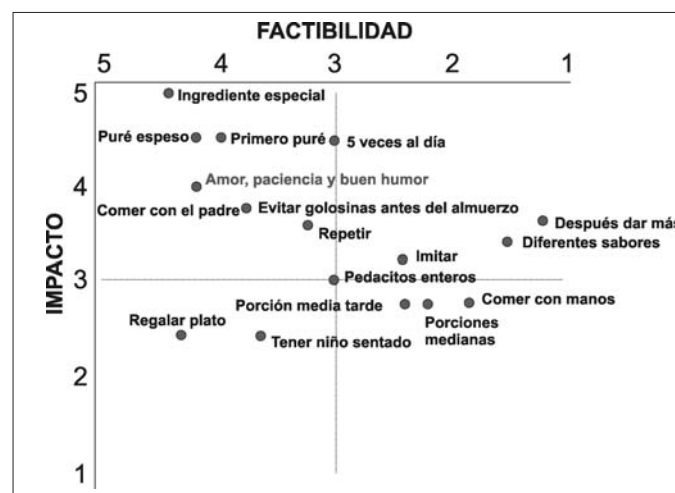 FACTIBILIDAD
5 4 3 2 1
IMPACTO
5
Ingrediente especial
Puré espeso
Primero puré
5 veces al día
4
Amor, paciencia y buen humor
Comer con el padre
Evitar golosinas antes del almuerzo
Después dar más
Repetir
Diferentes sabores
Imitar
3
Pedacitos enteros
Porción media tarde
Comer con manos
Regalar plato
Porciones
medianas
Tener niño sentado
2
1